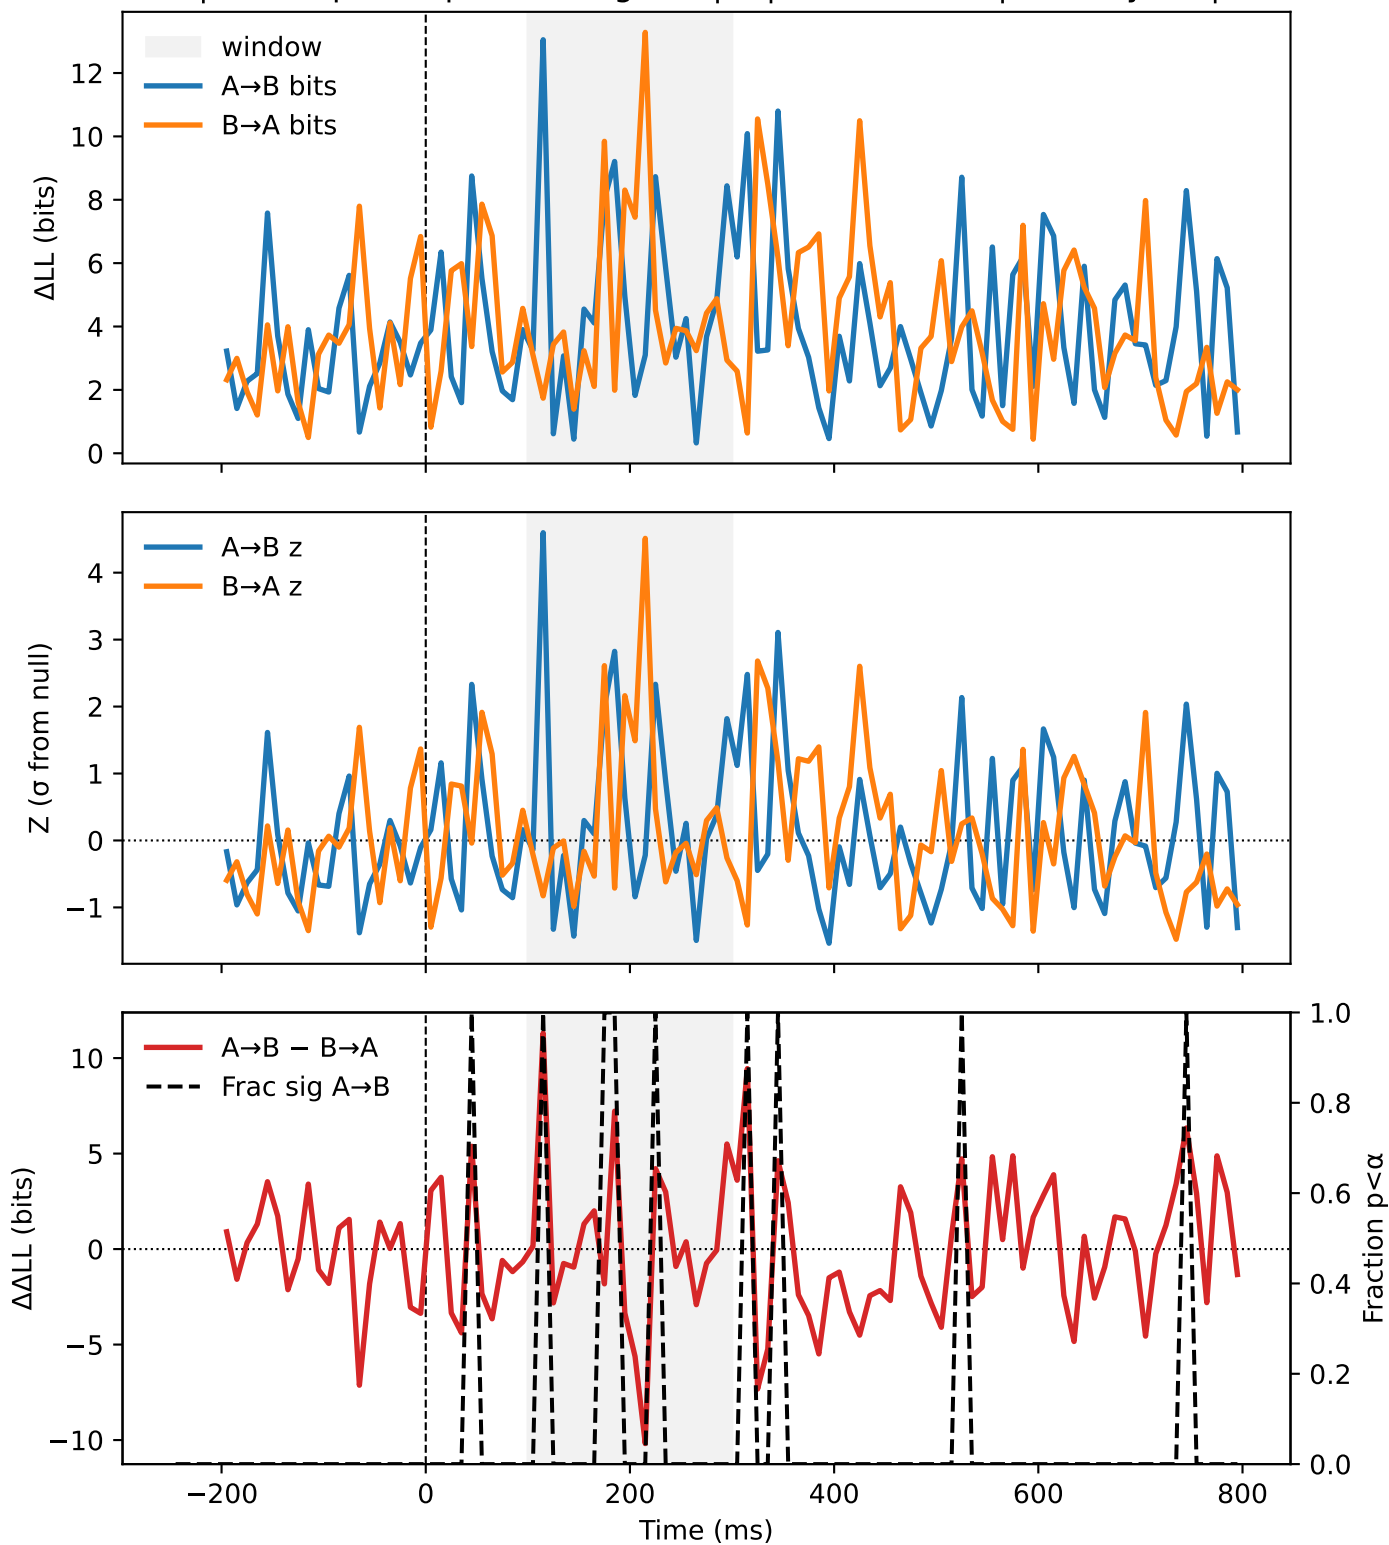 window
A→B bits
B→A bits
ΔLL (bits)
12
10
8
6
4
2
0
A→B z
B→A z
Z (σ from null)
4
3
2
1
0
−1
A→B − B→A
Frac sig A→B
ΔΔLL (bits)
10
5
0
−5
−10
1.0
0.8
0.6
0.4
0.2
0.0
Fraction p<α
−200
0
200
400
600
800
Time (ms)